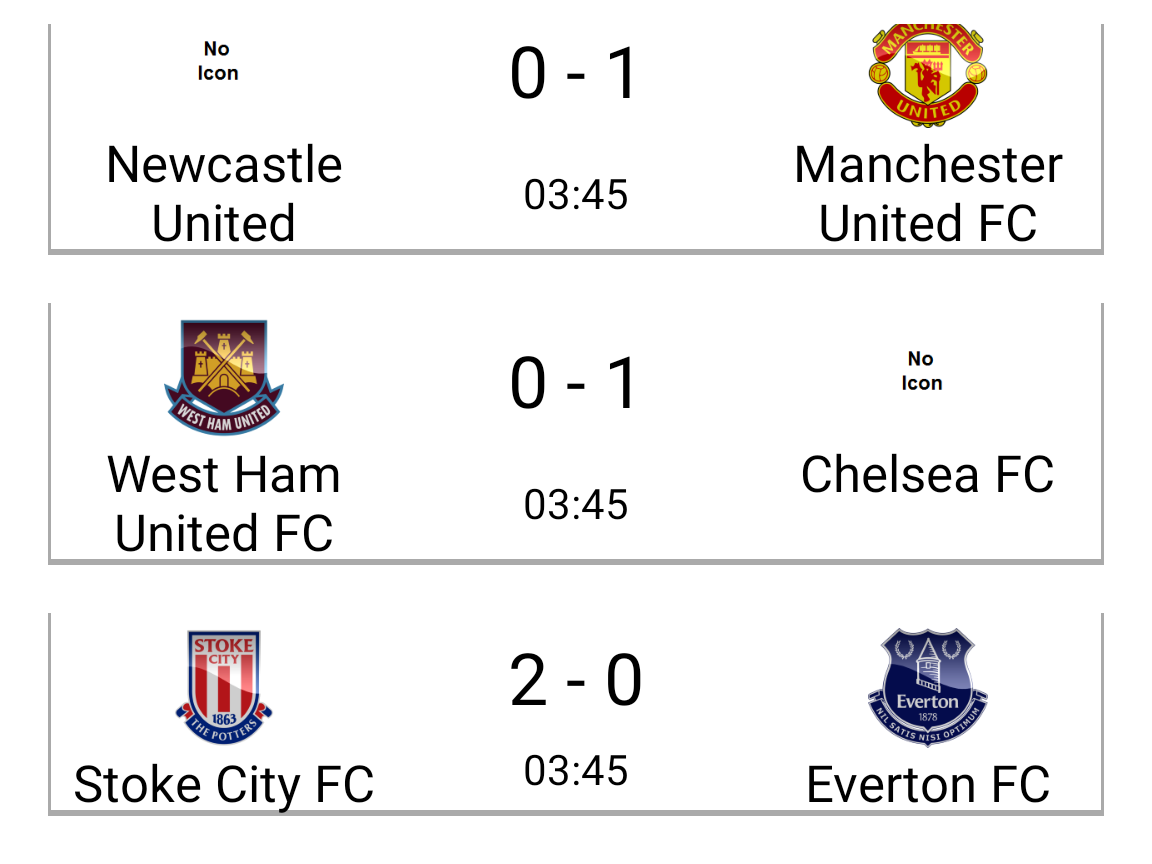 No
Icon
0 - 1
MANCHESTER
UNITED
Newcastle
United
03:45
Manchester
United FC
WEST HAM UNITED
0 - 1
No
Icon
West Ham
United FC
03:45
Chelsea FC
STOKE
CITY
1863
THE POTTERS
2 - 0
Everton
1878
NIL SATIS NISI OPTIMUM
Stoke City FC
03:45
Everton FC